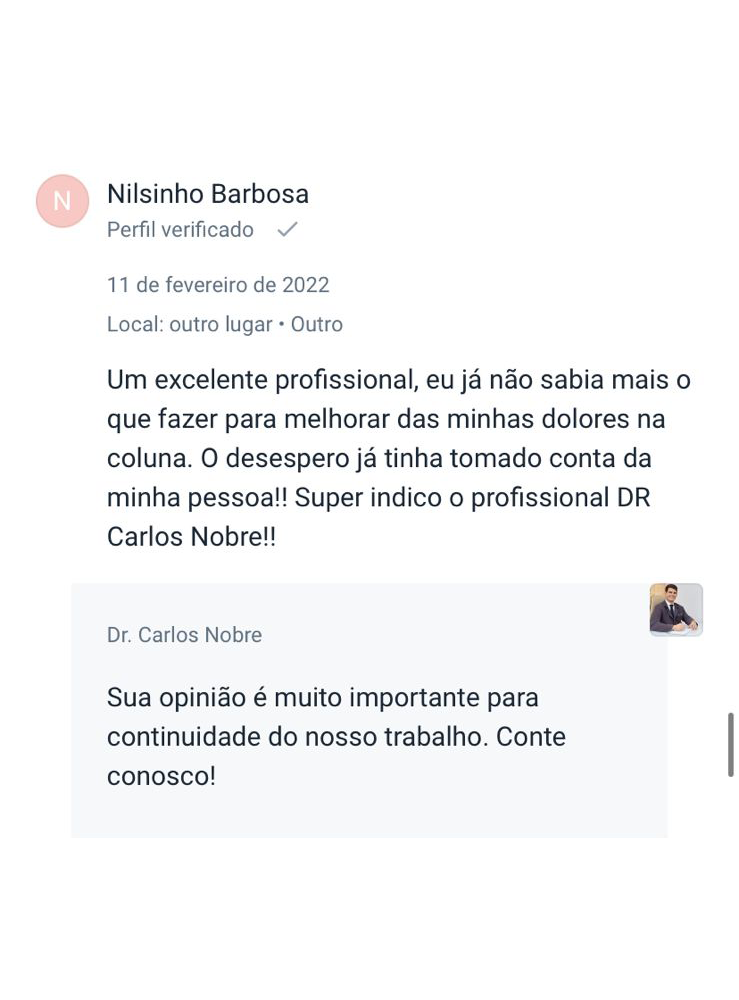 N
Nilsinho Barbosa
Perfil verificado
11 de fevereiro de 2022
Local: outro lugar • Outro
Um excelente profissional, eu já não sabia mais o
que fazer para melhorar das minhas dolores na
coluna. O desespero já tinha tomado conta da
minha pessoa!! Super indico o profissional DR
Carlos Nobre!!
Dr. Carlos Nobre
Sua opinião é muito importante para
continuidade do nosso trabalho. Conte
conosco!